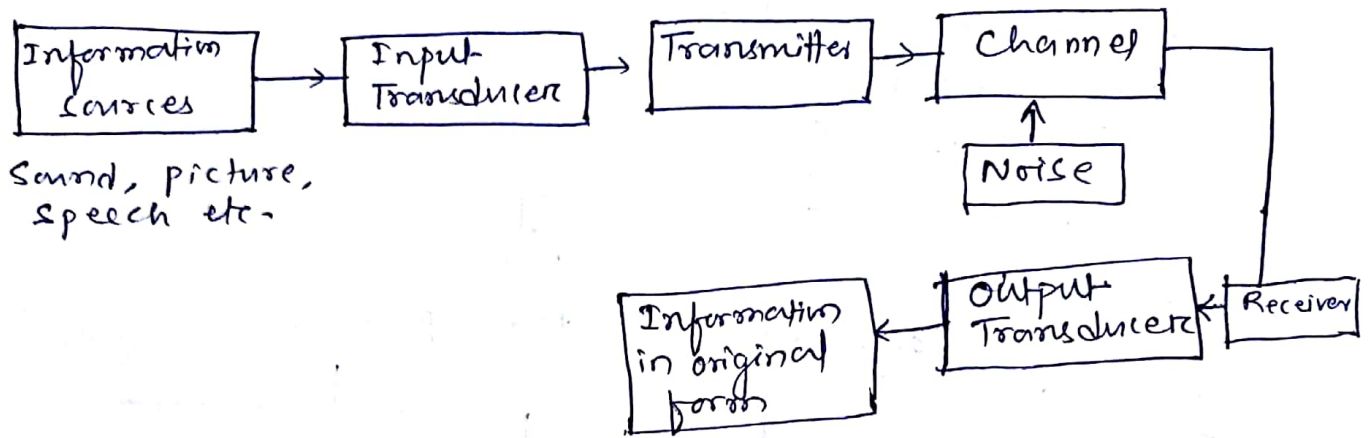 Information
sources
Input
Transducer
Transmitter
Channel
Noise
Sound, picture,
speech etc.
Receiver
Output
Transducer
Information
in original
form